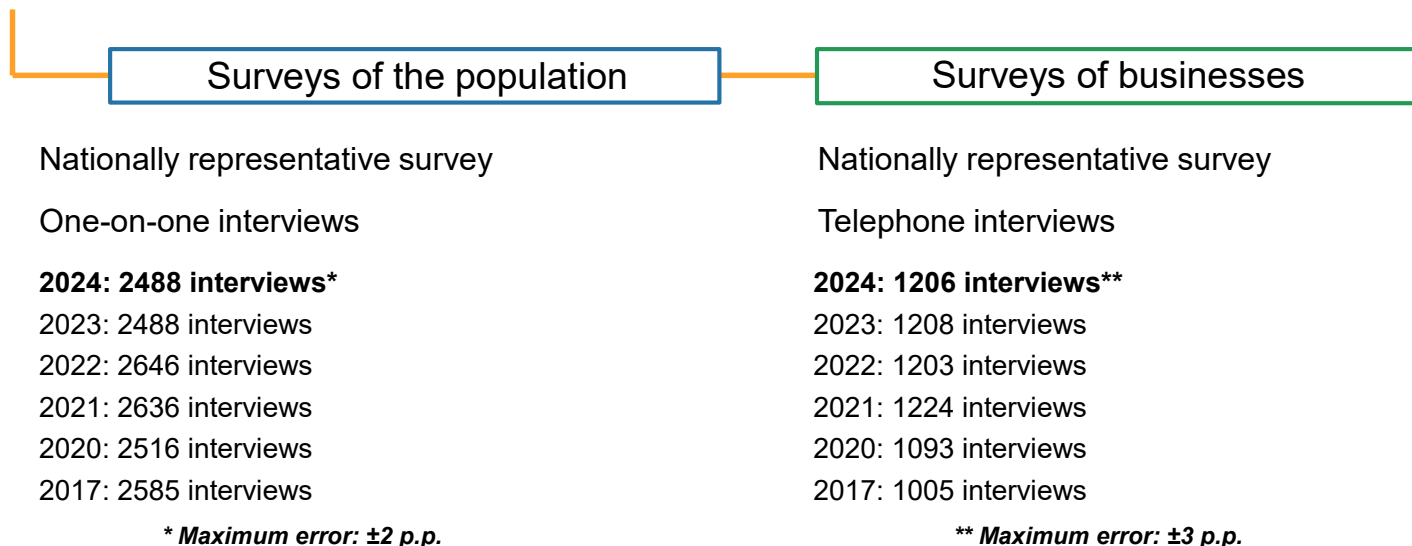 Surveys of the population
Nationally representative survey
One-on-one interviews
2024: 2488 interviews*
2023: 2488 interviews
2022: 2646 interviews
2021: 2636 interviews
2020: 2516 interviews
2017: 2585 interviews
* Maximum error: ±2 p.p.
Surveys of businesses
Nationally representative survey
Telephone interviews
2024: 1206 interviews**
2023: 1208 interviews
2022: 1203 interviews
2021: 1224 interviews
2020: 1093 interviews
2017: 1005 interviews
** Maximum error: ±3 p.p.